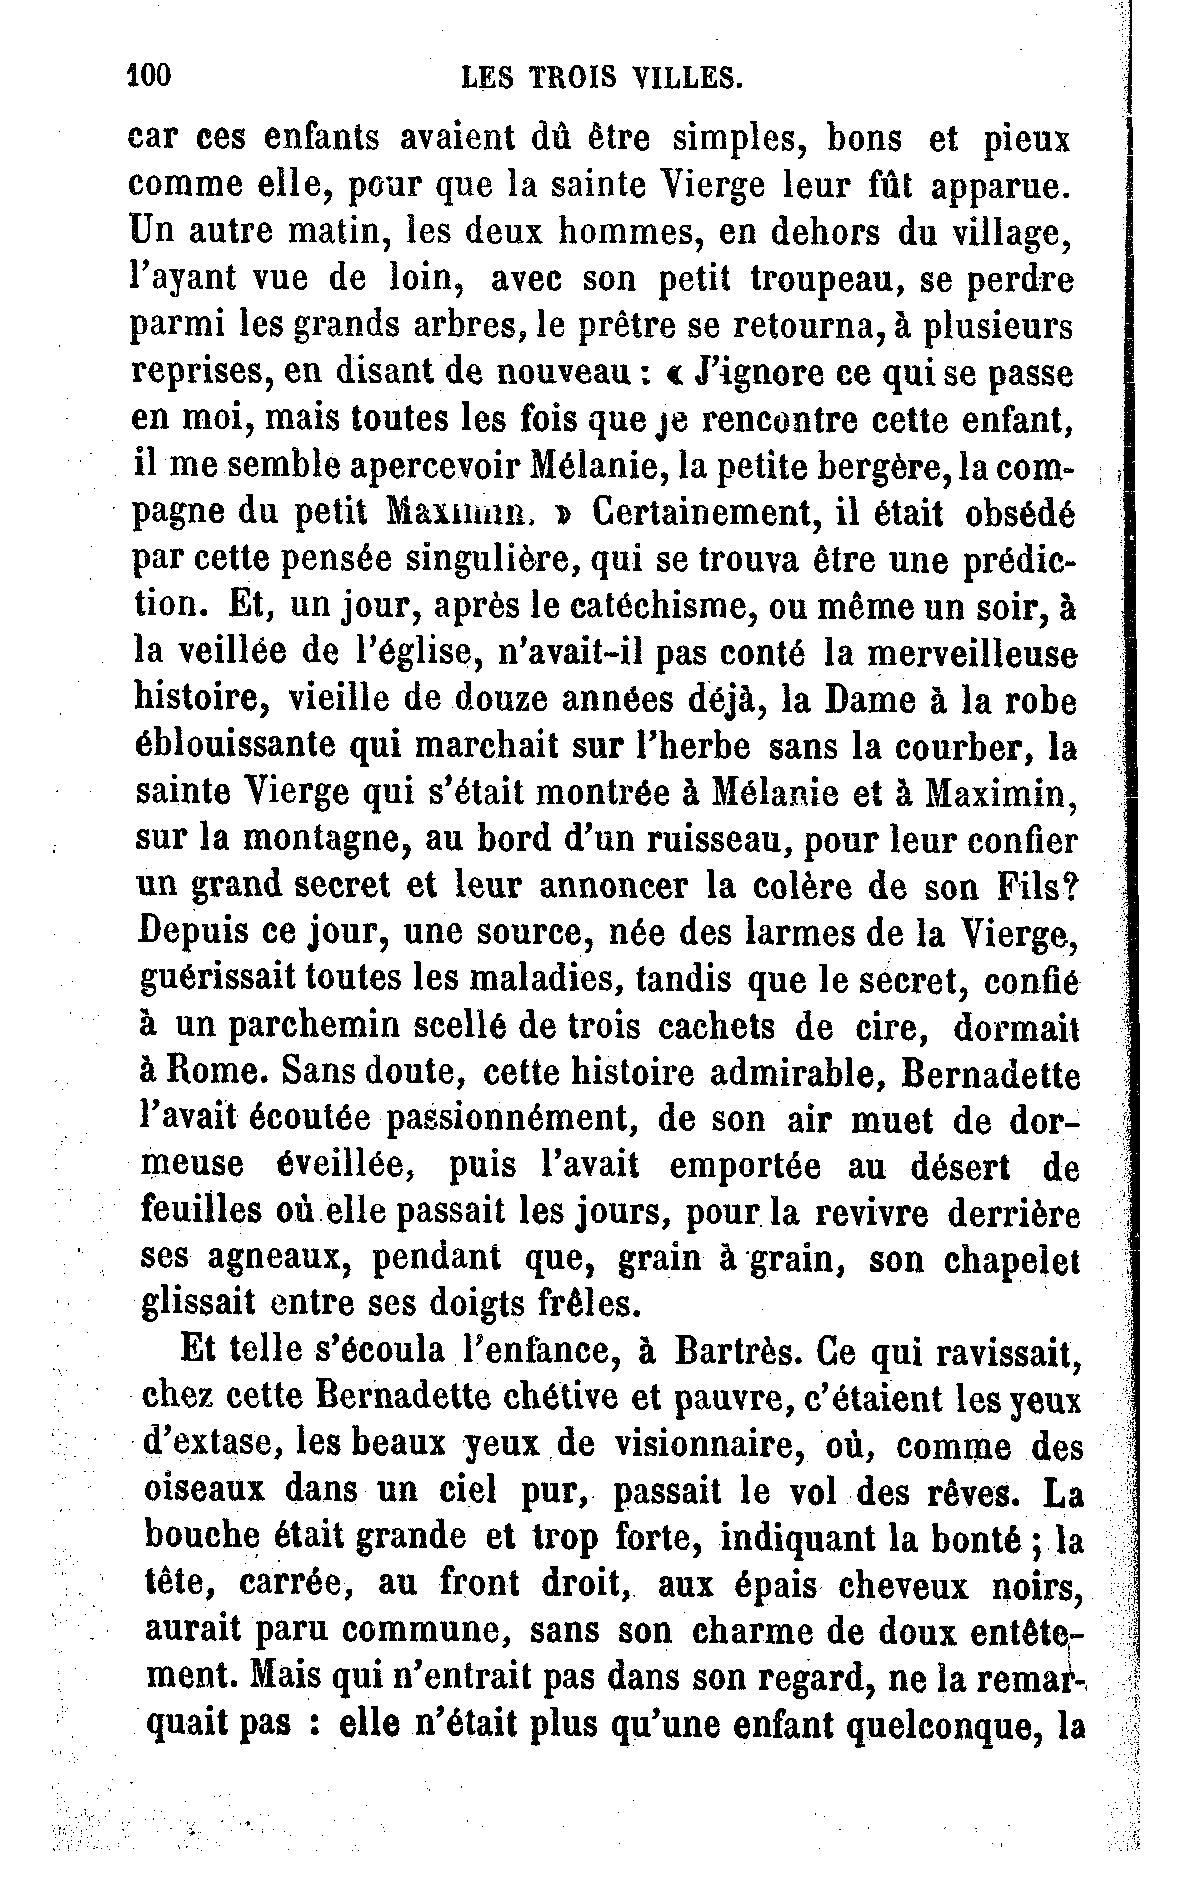 100 LES TROIS VILLES.
car ces enfants avaient dû être simples, bons et pieux
comme elle, pour que la sainte Vierge leur fût apparue.
Un autre matin, les deux hommes, en dehors du village,
l'ayant vue de loin, avec son petit troupeau, se perdre
parmi les grands arbres, le prêtre se retourna, à plusieurs
reprises, en disant de nouveau : « J'ignore ce qui se passe
en moi, mais toutes les fois que je rencontre cette enfant,
il me semble apercevoir Mélanie, la petite bergère, la com-
pagne du petit Maximin. » Certainement, il était obsédé
par cette pensée singulière, qui se trouva être une prédic-
tion. Et, un jour, après le catéchisme, ou même un soir, à
la veillée de l'église, n'avait-il pas conté la merveilleuse
histoire, vieille de douze années déjà, la Dame à la robe
éblouissante qui marchait sur l'herbe sans la courber, la
sainte Vierge qui s'était montrée à Mélanie et à Maximin,
sur la montagne, au bord d'un ruisseau, pour leur confier
un grand secret et leur annoncer la colère de son Fils?
Depuis ce jour, une source, née des larmes de la Vierge,
guérissait toutes les maladies, tandis que le secret, confié
à un parchemin scellé de trois cachets de cire, dormait
à Rome. Sans doute, cette histoire admirable, Bernadette
l'avait écoutée passionnément, de son air muet de dor-
meuse éveillée, puis l'avait emportée au désert de
feuilles où elle passait les jours, pour la revivre derrière
ses agneaux, pendant que, grain à grain, son chapelet
glissait entre ses doigts frêles.
Et telle s'écoula l'enfance, à Bartrès. Ce qui ravissait,
chez cette Bernadette chétive et pauvre, c'étaient les yeux
d'extase, les beaux yeux de visionnaire, où, comme des
oiseaux dans un ciel pur, passait le vol des rêves. La
bouche était grande et trop forte, indiquant la bonté ; la
tête, carrée, au front droit, aux épais cheveux noirs,
aurait paru commune, sans son charme de doux entête-
ment. Mais qui n'entrait pas dans son regard, ne la remar-
quait pas : elle n'était plus qu'une enfant quelconque, la